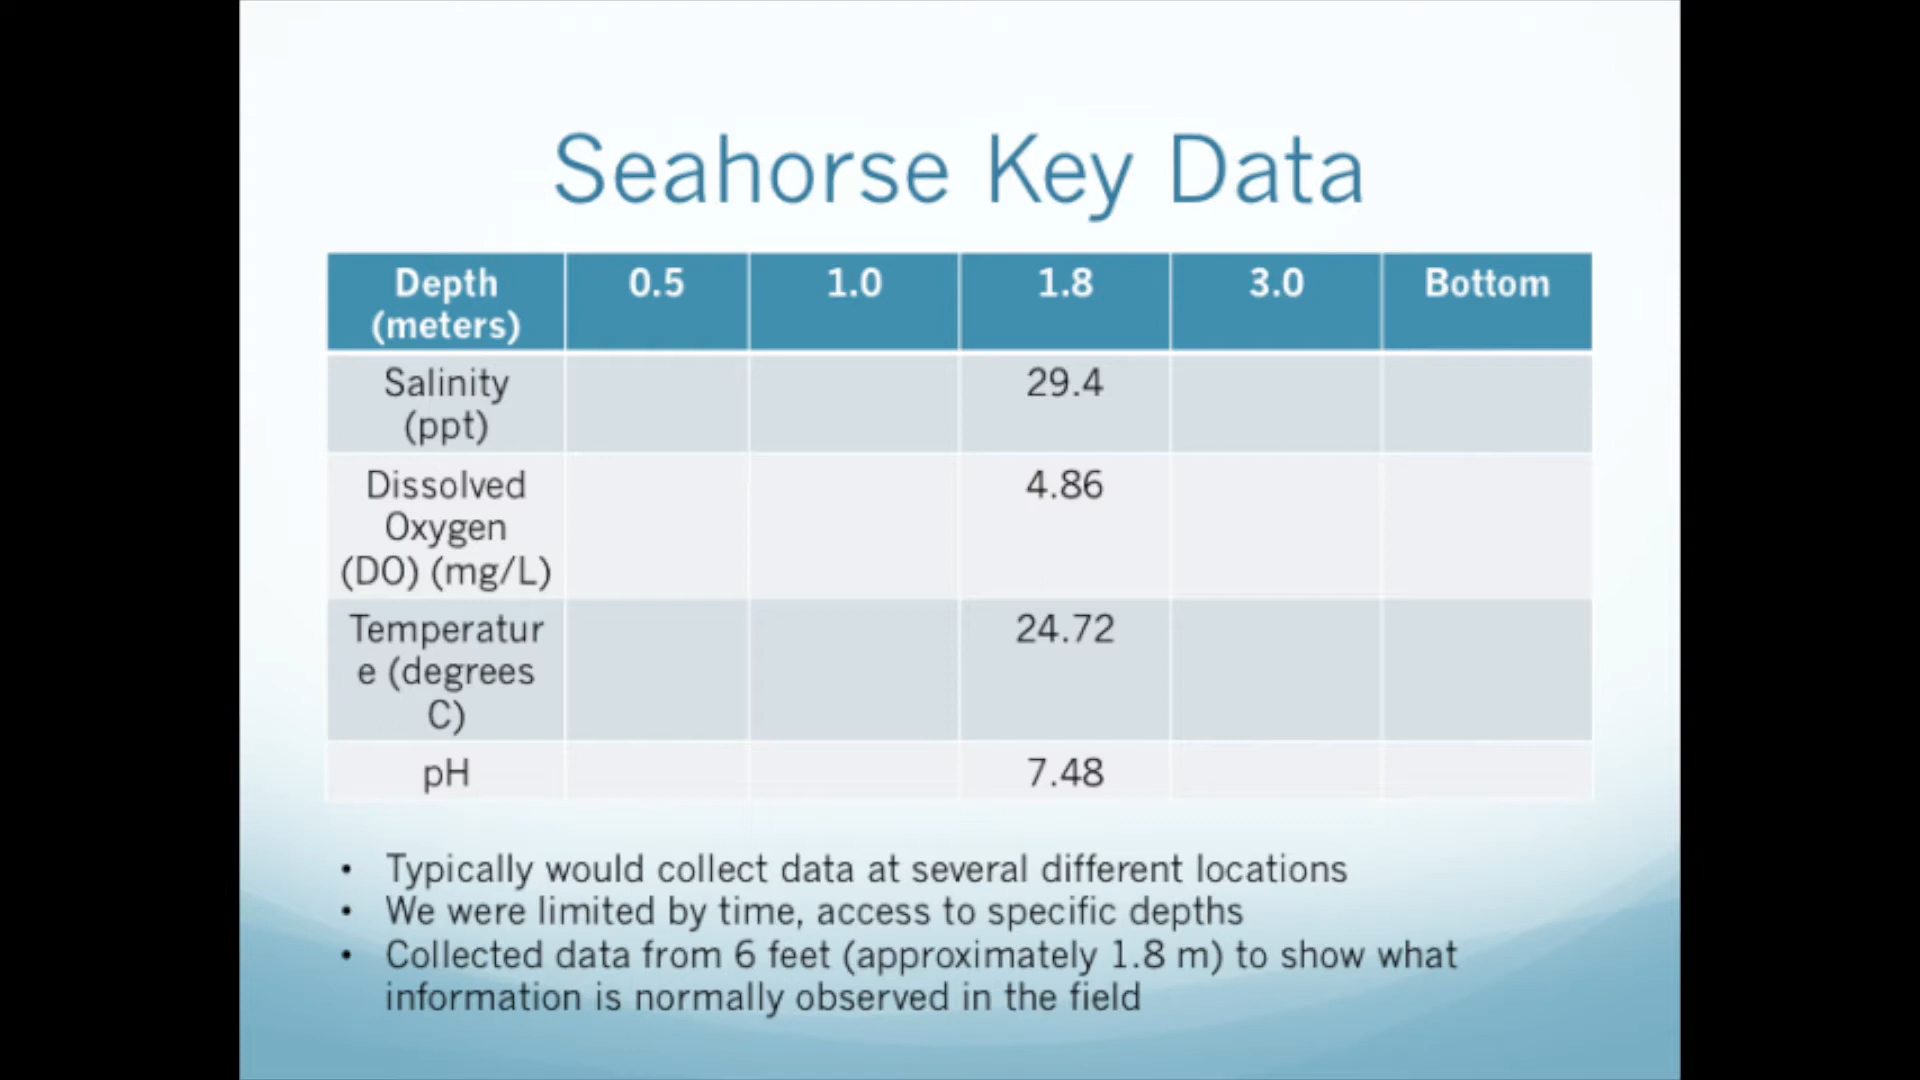 Seahorse Key Data
Depth (meters) 0.5 1.0 1.8 3.0 Bottom
Salinity (ppt) 29.4
Dissolved Oxygen (DO) (mg/L) 4.86
Temperatur e (degrees C) 24.72
pH 7.48
• Typically would collect data at several different locations
• We were limited by time, access to specific depths
• Collected data from 6 feet (approximately 1.8 m) to show what
information is normally observed in the field